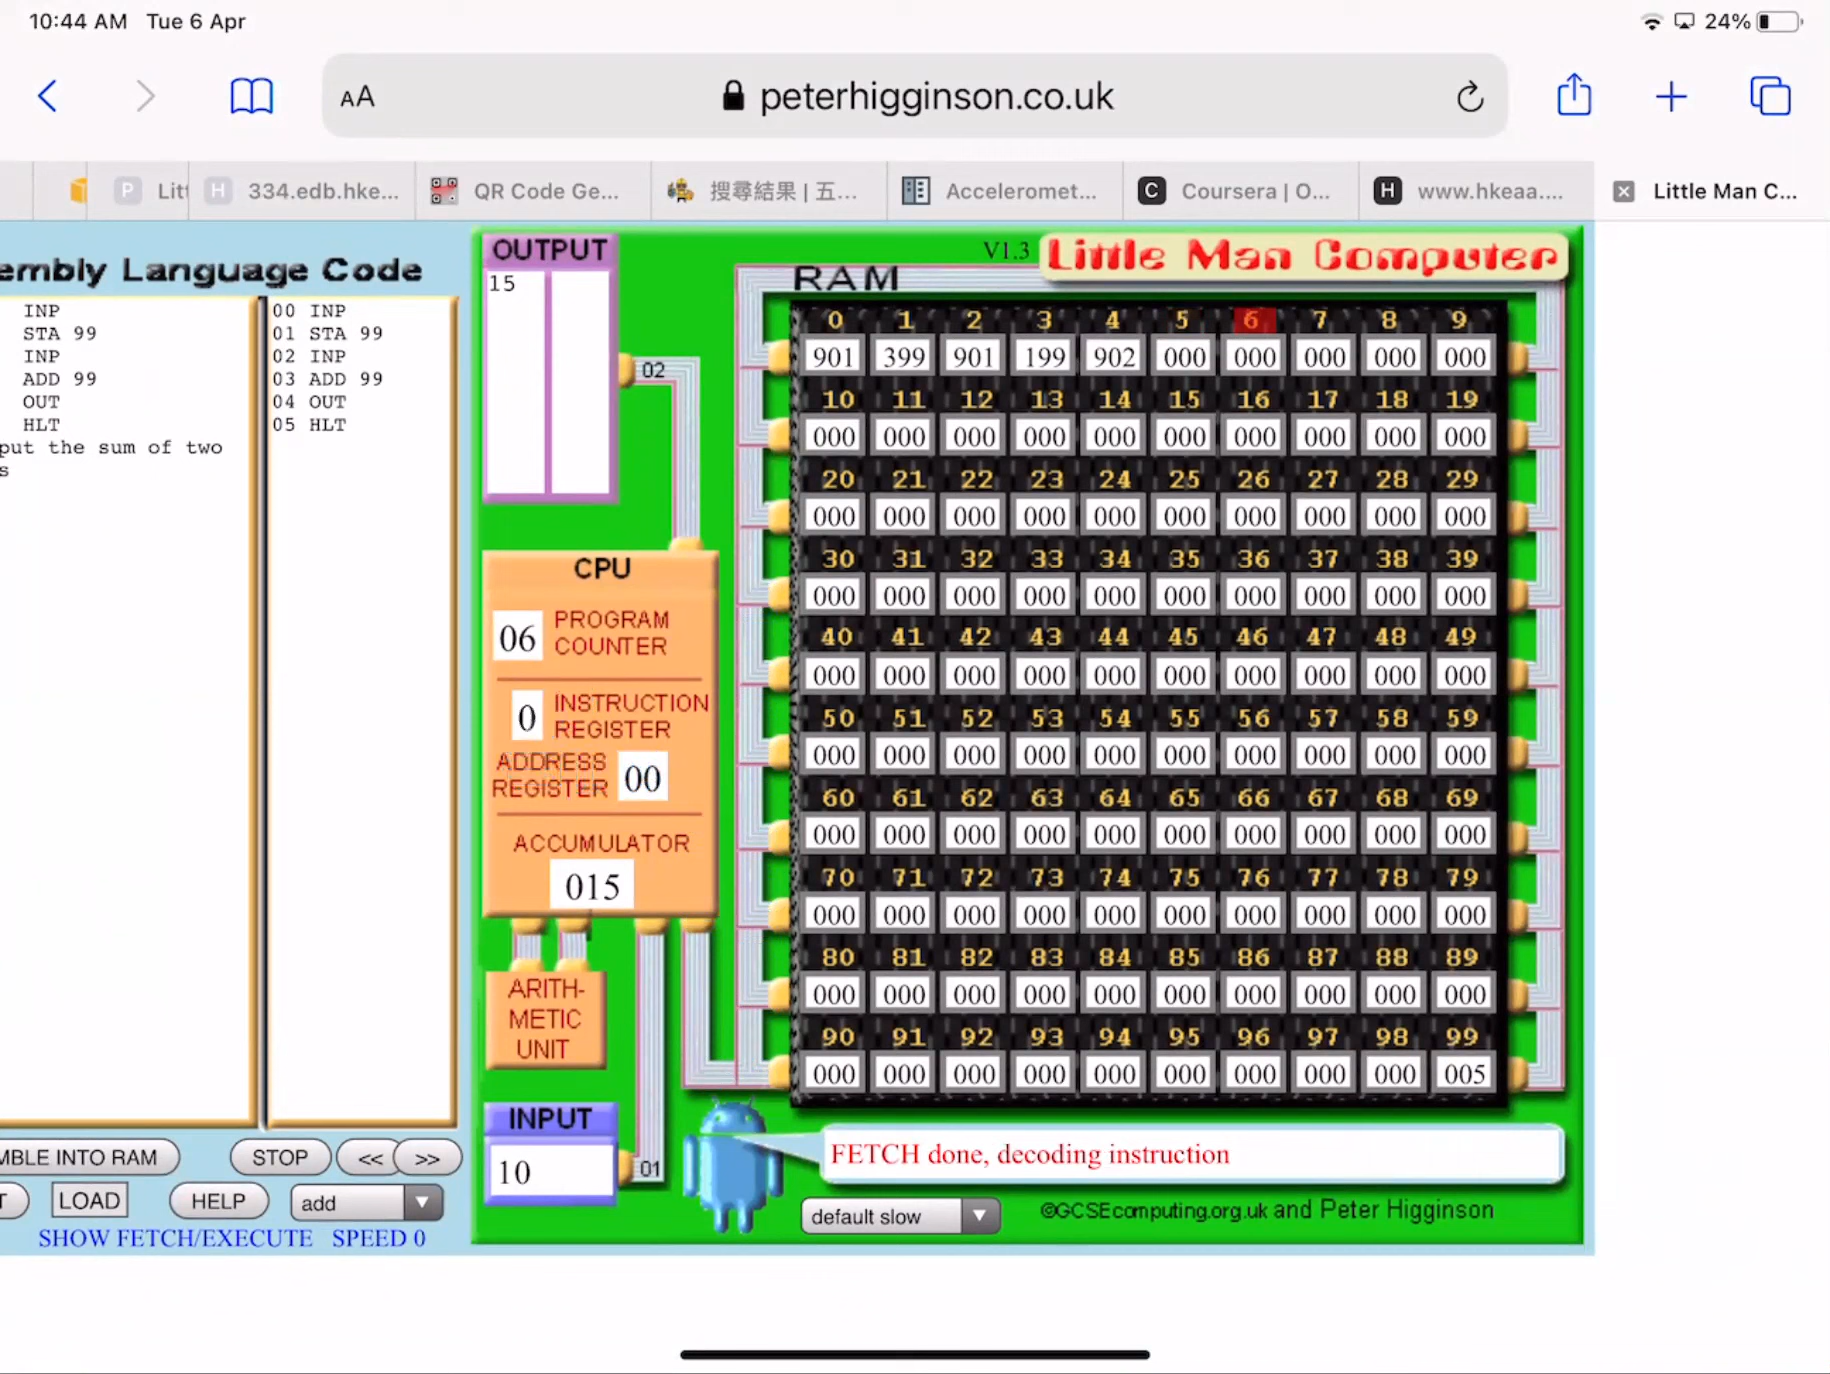 10:44 AM Tue 6 Apr
24%
AA peterhigginson.co.uk
P Litt
H 334.edb.hke...
QR Code Ge...
搜尋結果 | 五...
Acceleromet...
C Coursera | O...
H www.hkeaa....
Little Man C...
embly Language Code
INP
STA 99
INP
ADD 99
OUT
HLT
put the sum of two
s
00 INP
01 STA 99
02 INP
03 ADD 99
04 OUT
05 HLT
MBLE INTO RAM STOP << >>
T LOAD HELP add
SHOW FETCH/EXECUTE SPEED 0
OUTPUT
15
02
CPU
06 PROGRAM
COUNTER
0 INSTRUCTION
REGISTER
ADDRESS
REGISTER 00
ACCUMULATOR
015
ARITH-
METIC
UNIT
INPUT
10
01
V1.3 Little Man Computer
RAM
0 1 2 3 4 5 6 7 8 9
901 399 901 199 902 000 000 000 000 000
10 11 12 13 14 15 16 17 18 19
000 000 000 000 000 000 000 000 000 000
20 21 22 23 24 25 26 27 28 29
000 000 000 000 000 000 000 000 000 000
30 31 32 33 34 35 36 37 38 39
000 000 000 000 000 000 000 000 000 000
40 41 42 43 44 45 46 47 48 49
000 000 000 000 000 000 000 000 000 000
50 51 52 53 54 55 56 57 58 59
000 000 000 000 000 000 000 000 000 000
60 61 62 63 64 65 66 67 68 69
000 000 000 000 000 000 000 000 000 000
70 71 72 73 74 75 76 77 78 79
000 000 000 000 000 000 000 000 000 000
80 81 82 83 84 85 86 87 88 89
000 000 000 000 000 000 000 000 000 000
90 91 92 93 94 95 96 97 98 99
000 000 000 000 000 000 000 000 000 005
FETCH done, decoding instruction
default slow
©GCSEcomputing.org.uk and Peter Higginson